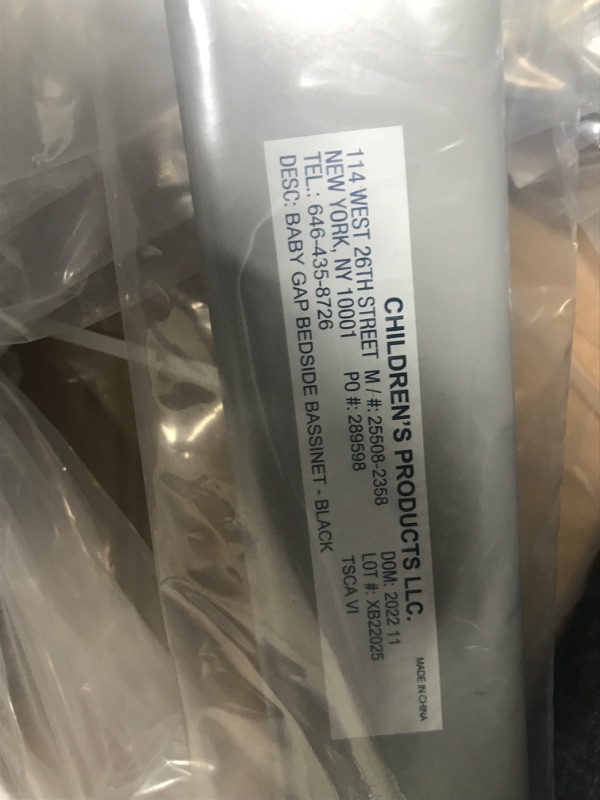 CHILDREN'S PRODUCTS LLC.
MADE IN CHINA
114 WEST 26TH STREET M / #: 25508-2358 DOM: 2022 11
NEW YORK, NY 10001 PO #: 289598 LOT #: XB22025
TEL.: 646-435-8726 TSCA VI
DESC: BABY GAP BEDSIDE BASSINET - BLACK